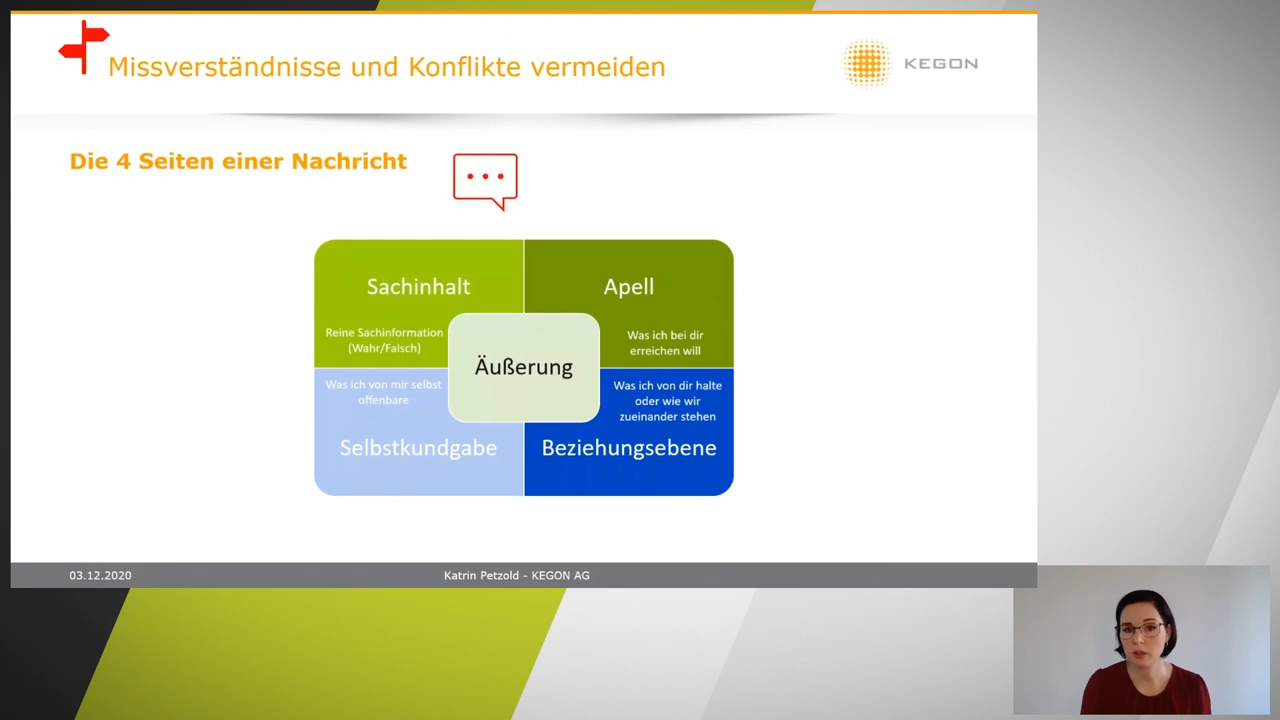 Missverständnisse und Konflikte vermeiden
KEGON
Die 4 Seiten einer Nachricht
Sachinhalt
Apell
Reine Sachinformation
(Wahr/Falsch)
Was ich bei dir
erreichen will
Äußerung
Was ich von mir selbst
offenbare
Was ich von dir halte
oder wie wir
zueinander stehen
Selbstkundgabe
Beziehungsebene
03.12.2020
Katrin Petzold - KEGON AG